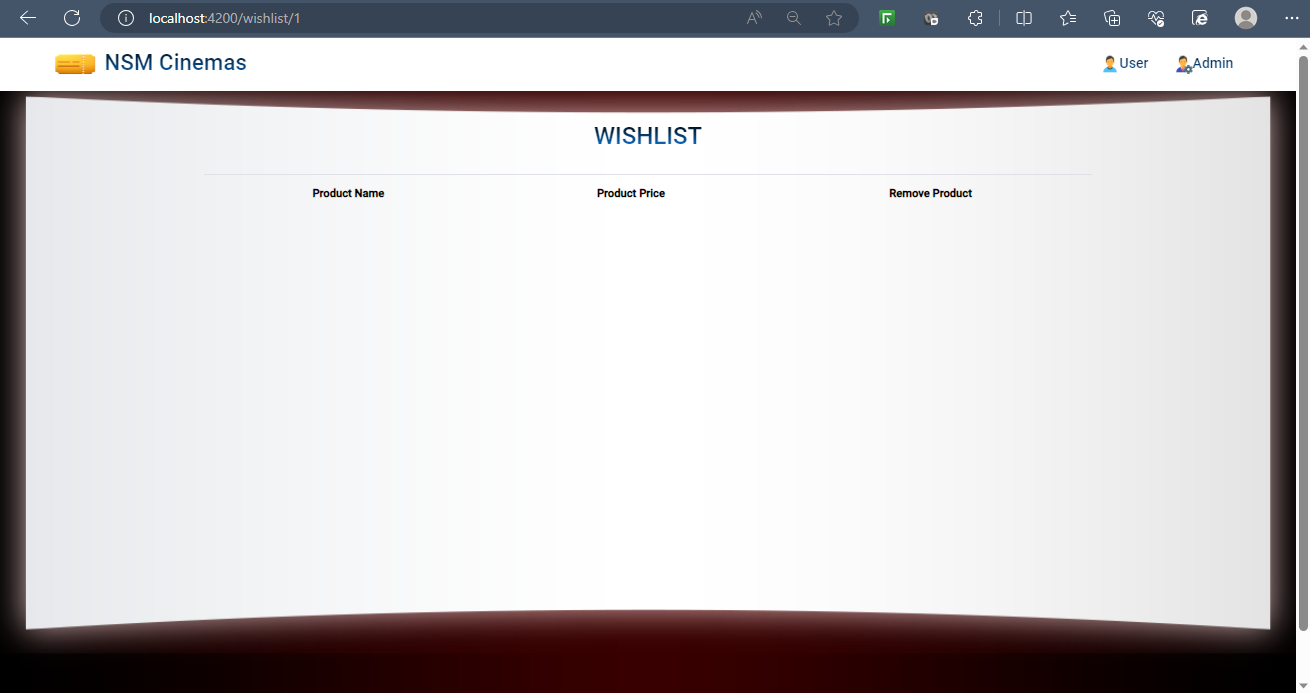 localhost:4200/wishlist/1
NSM Cinemas
User
Admin
WISHLIST
Product Name
Product Price
Remove Product